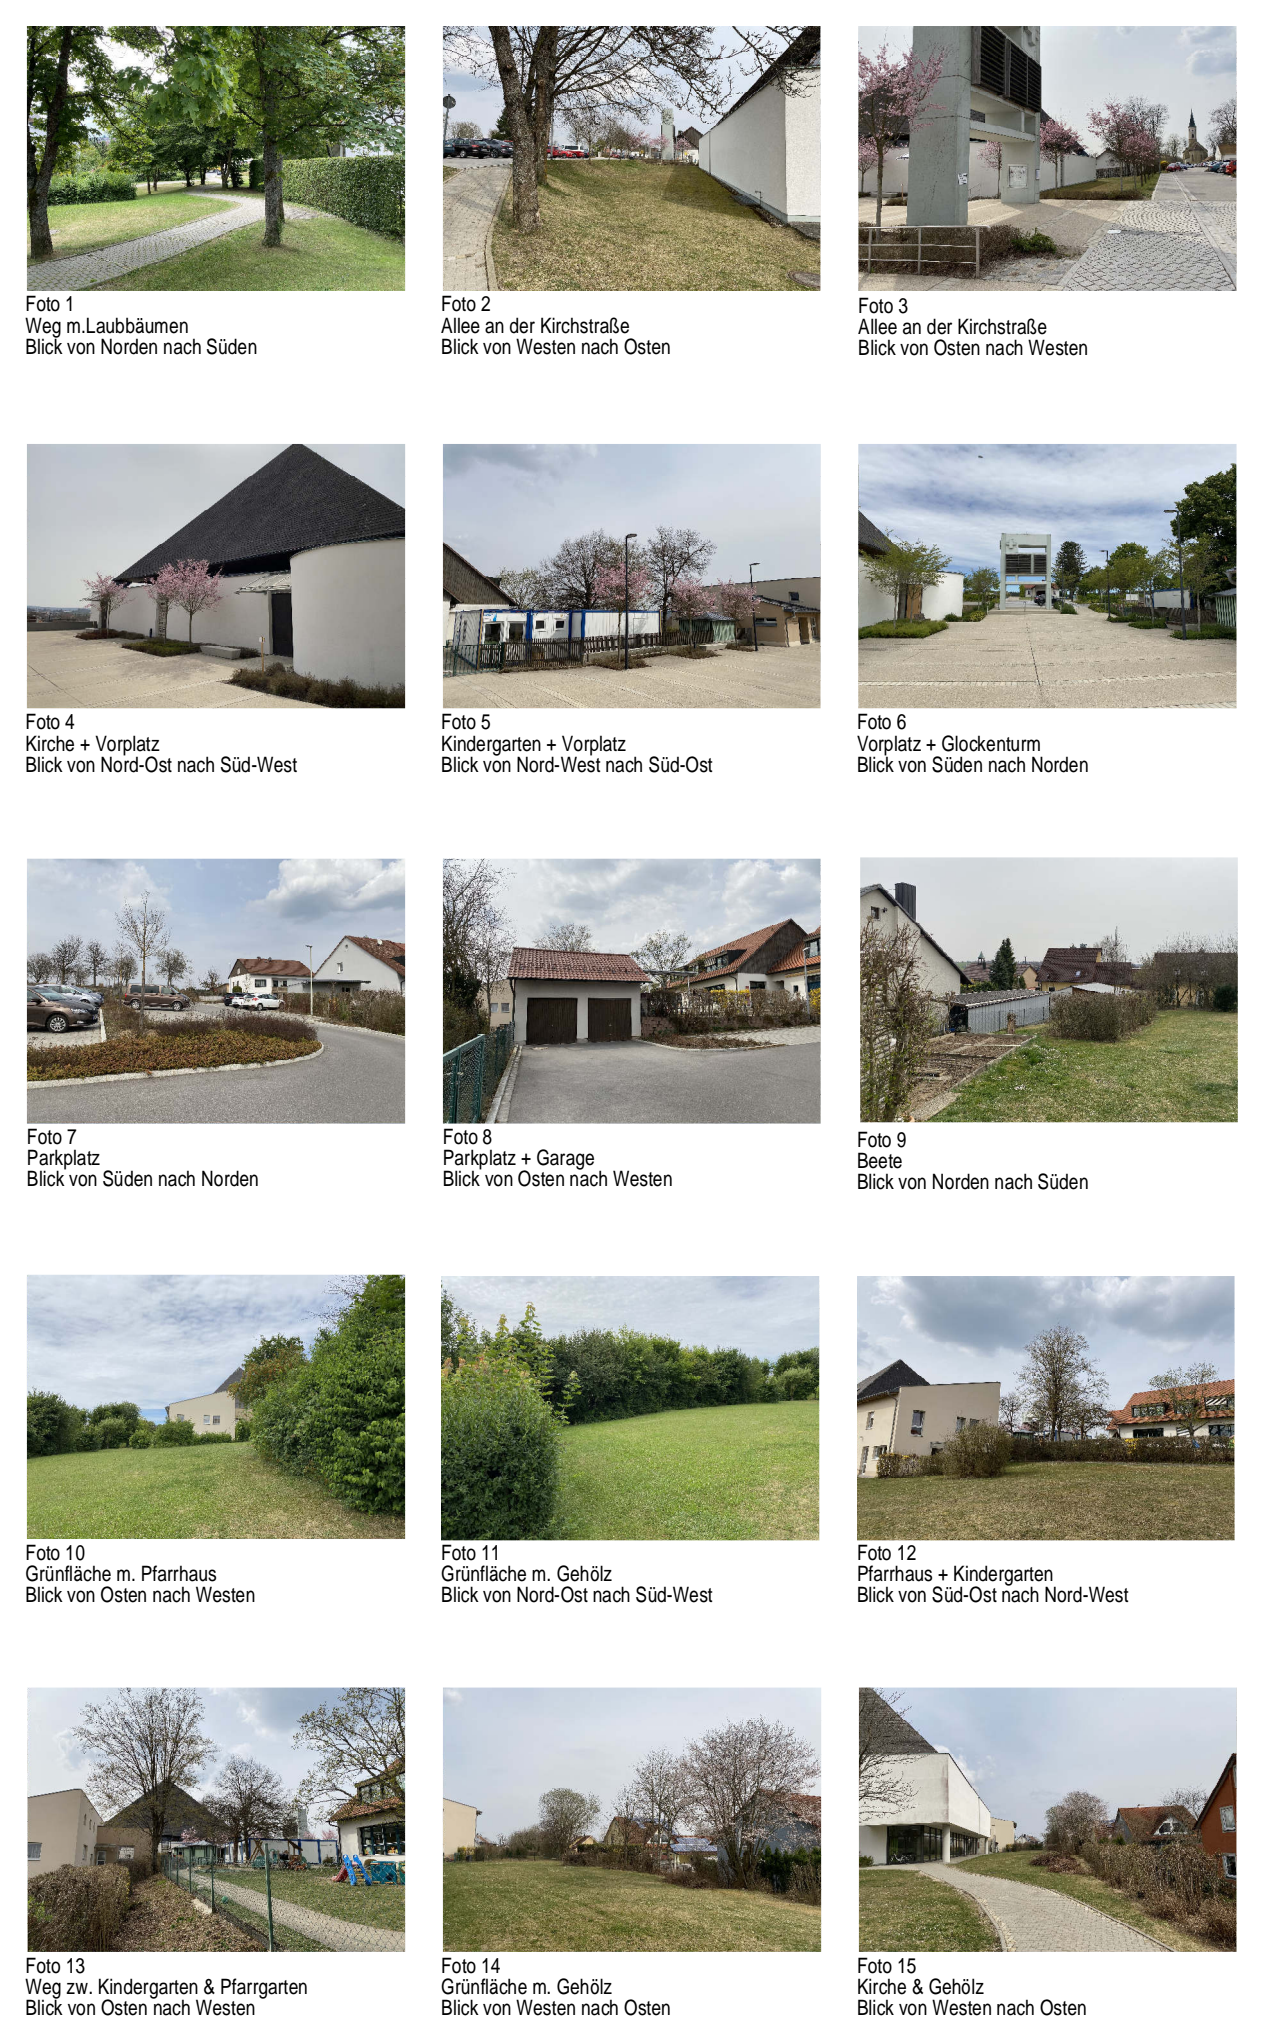 Foto 1
Weg m.Laubbäumen
Blick von Norden nach Süden
Foto 2
Allee an der Kirchstraße
Blick von Westen nach Osten
Foto 3
Allee an der Kirchstraße
Blick von Osten nach Westen
Foto 4
Kirche + Vorplatz
Blick von Nord-Ost nach Süd-West
Foto 5
Kindergarten + Vorplatz
Blick von Nord-West nach Süd-Ost
Foto 6
Vorplatz + Glockenturm
Blick von Süden nach Norden
Foto 7
Parkplatz
Blick von Süden nach Norden
Foto 8
Parkplatz + Garage
Blick von Osten nach Westen
Foto 9
Beete
Blick von Norden nach Süden
Foto 10
Grünfläche m. Pfarrhaus
Blick von Osten nach Westen
Foto 11
Grünfläche m. Gehölz
Blick von Nord-Ost nach Süd-West
Foto 12
Pfarrhaus + Kindergarten
Blick von Süd-Ost nach Nord-West
Foto 13
Weg zw. Kindergarten & Pfarrgarten
Blick von Osten nach Westen
Foto 14
Grünfläche m. Gehölz
Blick von Westen nach Osten
Foto 15
Kirche & Gehölz
Blick von Westen nach Osten